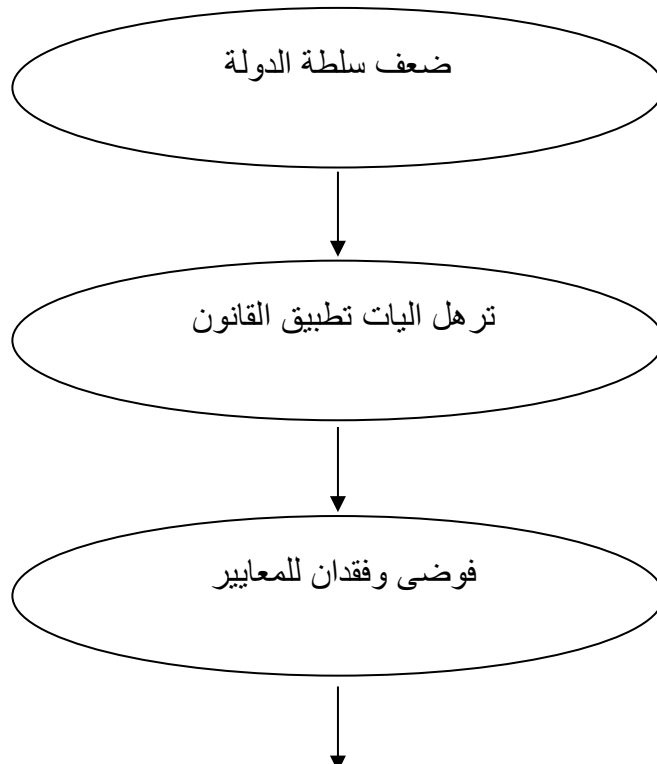 ضعف سلطة الدولة
ترهل اليات تطبيق القانون
فوضى وفقدان للمعايير